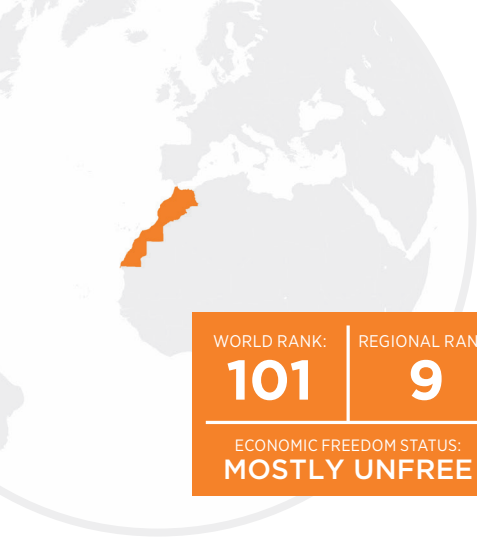 WORLD RANK:
101
REGIONAL RAN
9
ECONOMIC FREEDOM STATUS:
MOSTLY UNFREE